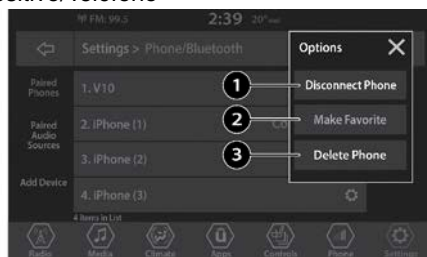 FM: 99.5 2:39 20°
Settings > Phone/Bluetooth
Options
Paired Phones
1. V10
1 Disconnect Phone
Paired Audio Sources
2. iPhone (1)
2 Make Favorite
3. iPhone (2)
3 Delete Phone
Add Device
4. iPhone (3)
4 Items in List
Radio Media Climate Apps Controls Phone Settings